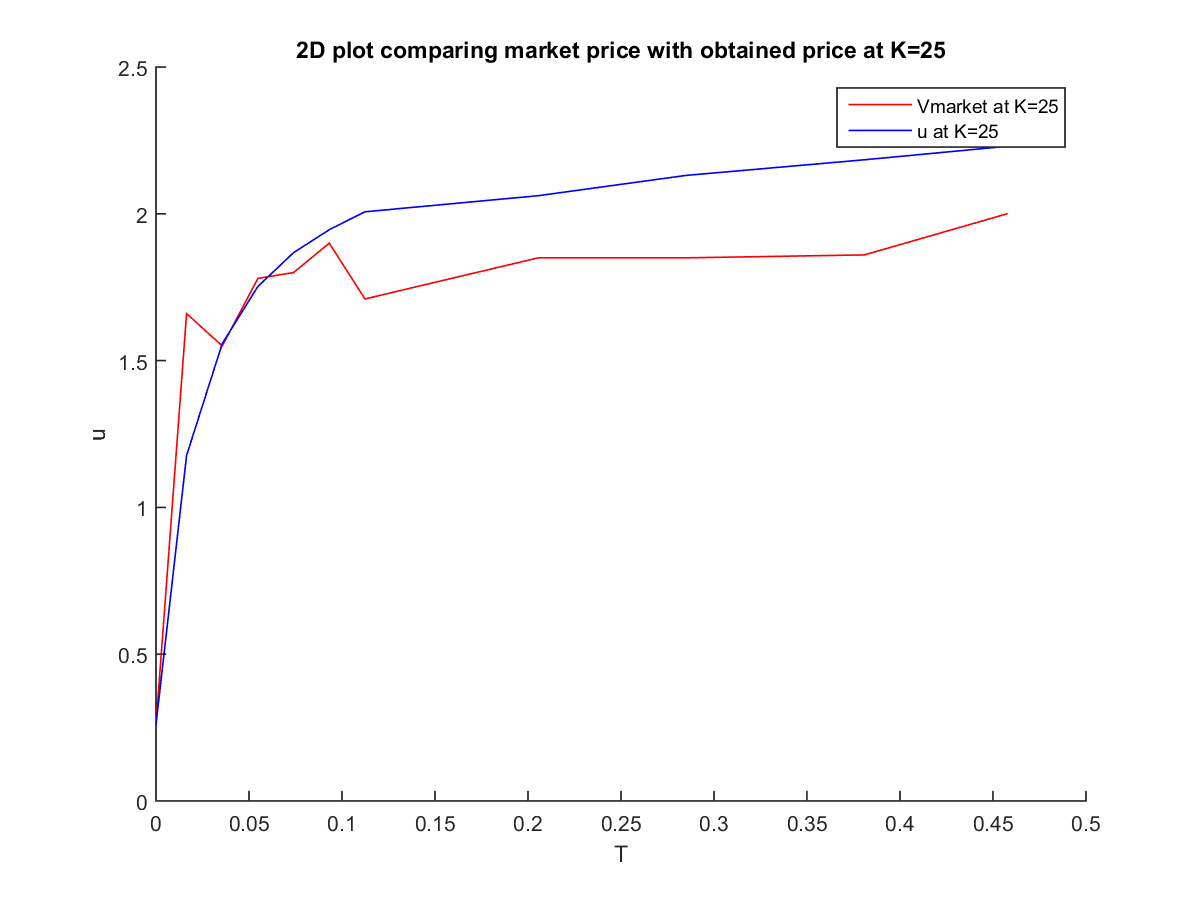 2D plot comparing market price with obtained price at K=25
Vmarket at K=25
u at K=25
2.5
2
1.5
1
0.5
0
u
0 0.05 0.1 0.15 0.2 0.25 0.3 0.35 0.4 0.45 0.5
T